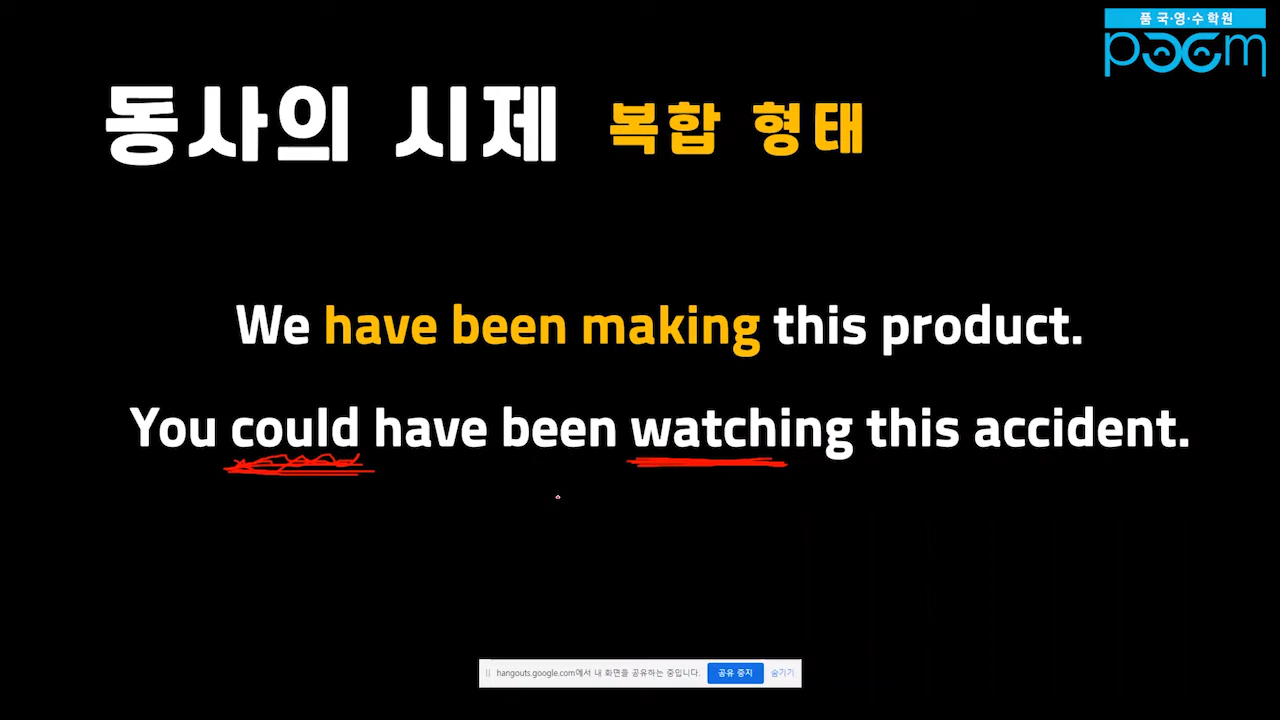 품 국·영·수 학원
poem
동사의 시제 복합 형태
We have been making this product.
You could have been watching this accident.
hangouts.google.com에서 내 화면을 공유하는 중입니다. 공유 중지 숨기기